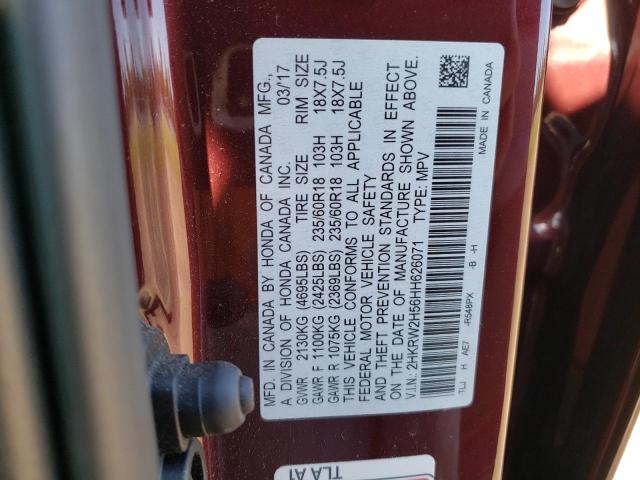 MFD. IN CANADA BY HONDA OF CANADA MFG.,
A DIVISION OF HONDA CANADA INC. 03/17
GVWR 2130KG (4695LBS) TIRE SIZE RIM SIZE
GAWR F 1100KG (2425LBS) 235/60R18 103H 18X7.5J
GAWR R 1075KG (2369LBS) 235/60R18 103H 18X7.5J
THIS VEHICLE CONFORMS TO ALL APPLICABLE
FEDERAL MOTOR VEHICLE SAFETY
AND THEFT PREVENTION STANDARDS IN EFFECT
ON THE DATE OF MANUFACTURE SHOWN ABOVE.
V.I.N.: 2HKRW2H56HH626071 TYPE: MPV
TLJ H AE7 -R548PX -B -H MADE IN CANADA
TLA A1